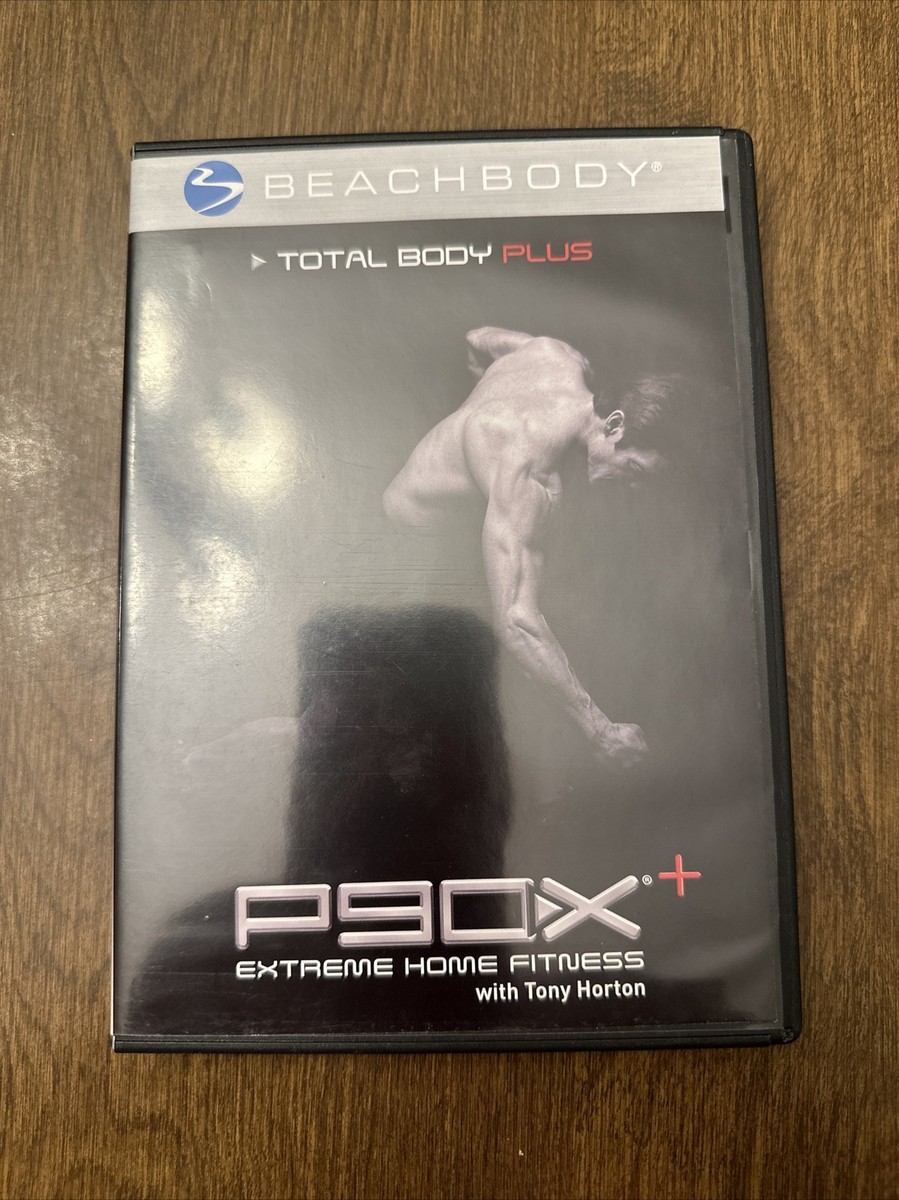 BEACHBODY®
TOTAL BODY PLUS
P90X®+
EXTREME HOME FITNESS
with Tony Horton